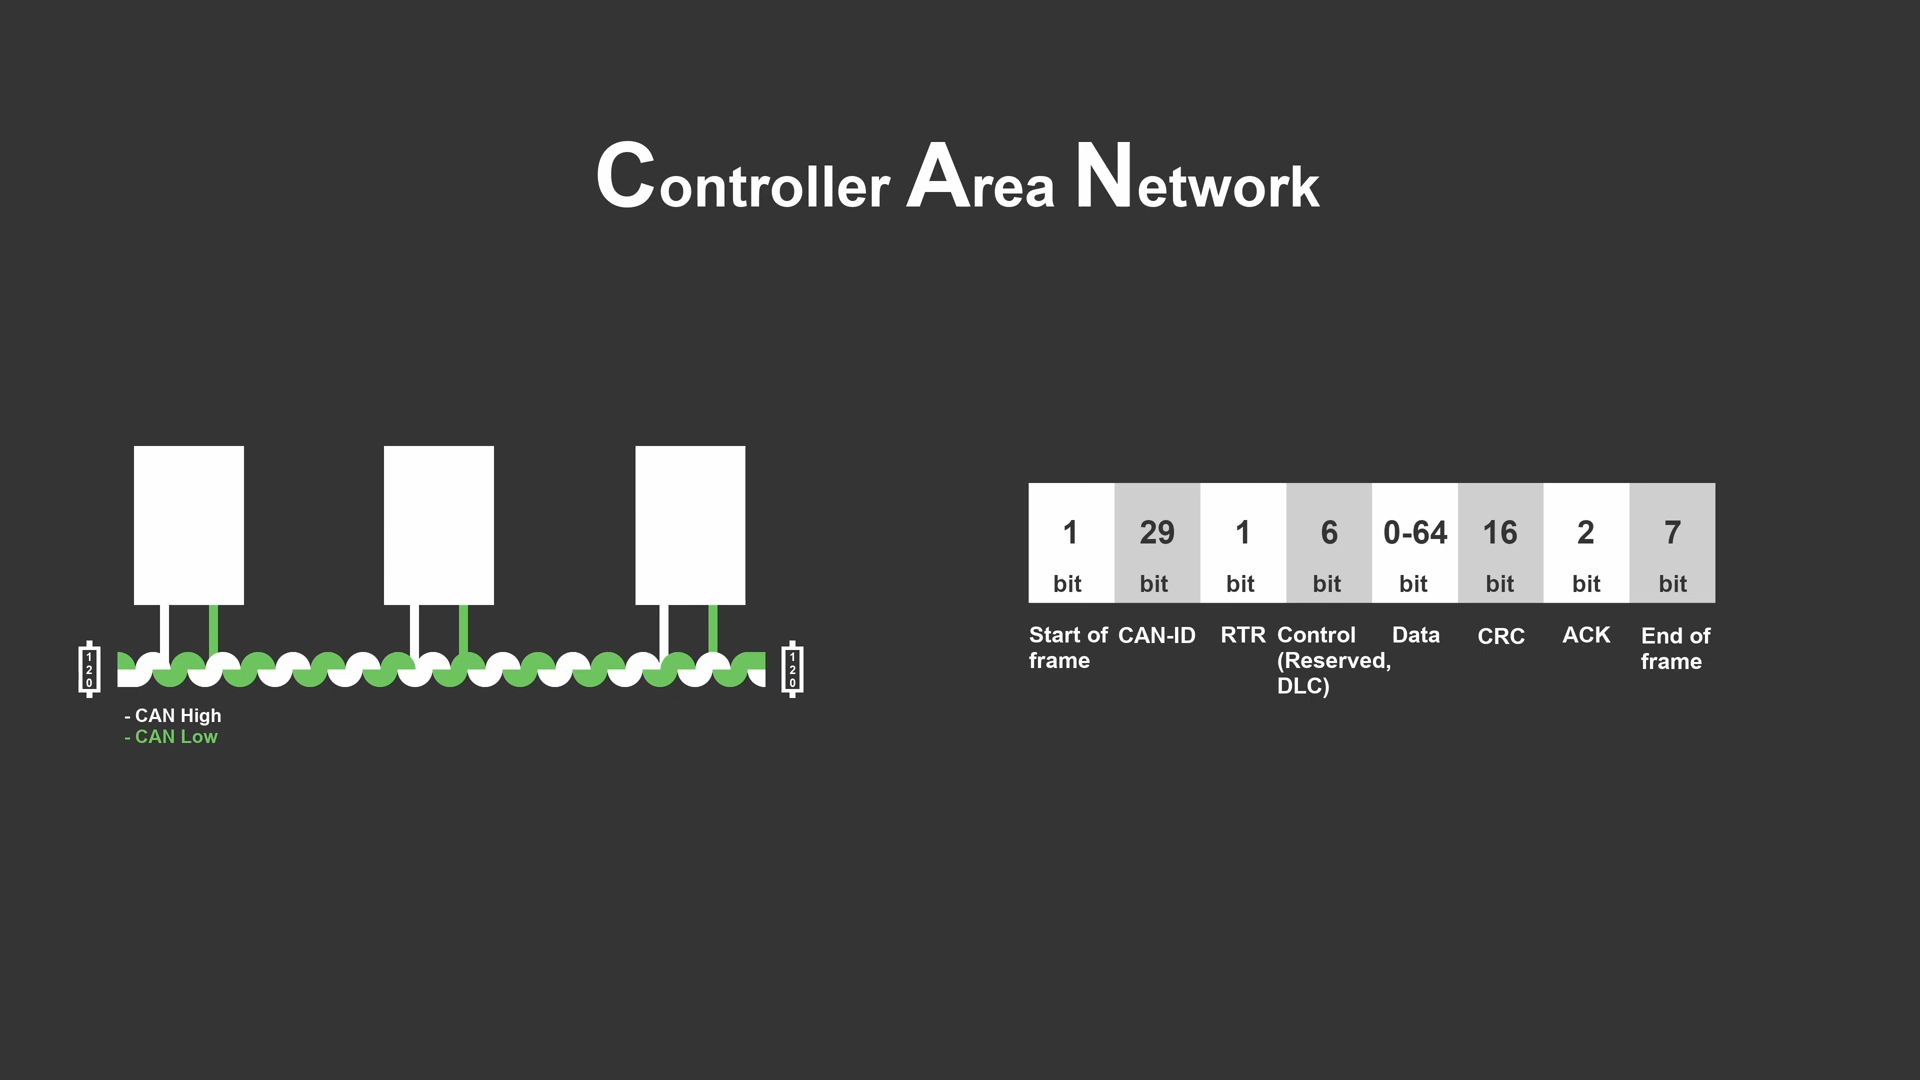 Controller Area Network
1
2
0
1
2
0
- CAN High
- CAN Low
1 29 1 6 0-64 16 2 7
bit bit bit bit bit bit bit bit
Start of frame
CAN-ID
RTR
Control
(Reserved,
DLC)
Data
CRC
ACK
End of
frame